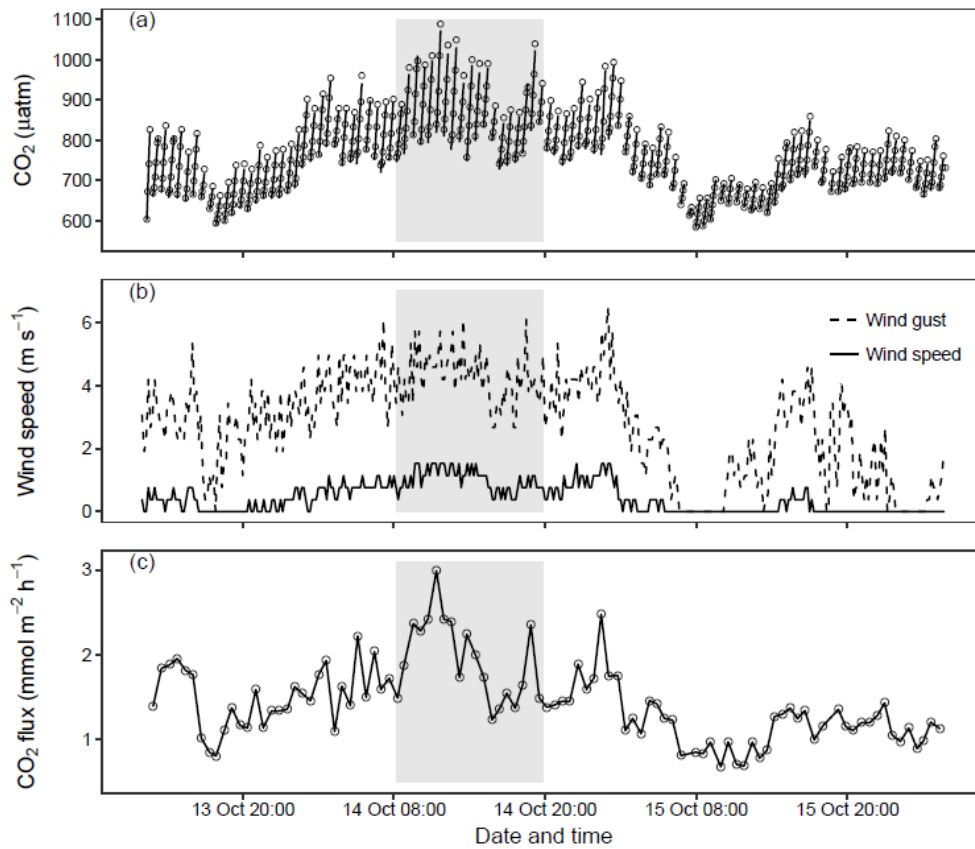 (a)
1100
1000
900
800
700
600
CO₂ (μatm)
(b)
6
4
2
0
Wind speed (m s⁻¹)
Wind gust
Wind speed
(c)
3
2
1
CO₂ flux (mmol m⁻² h⁻¹)
13 Oct 20:00 14 Oct 08:00 14 Oct 20:00 15 Oct 08:00 15 Oct 20:00
Date and time